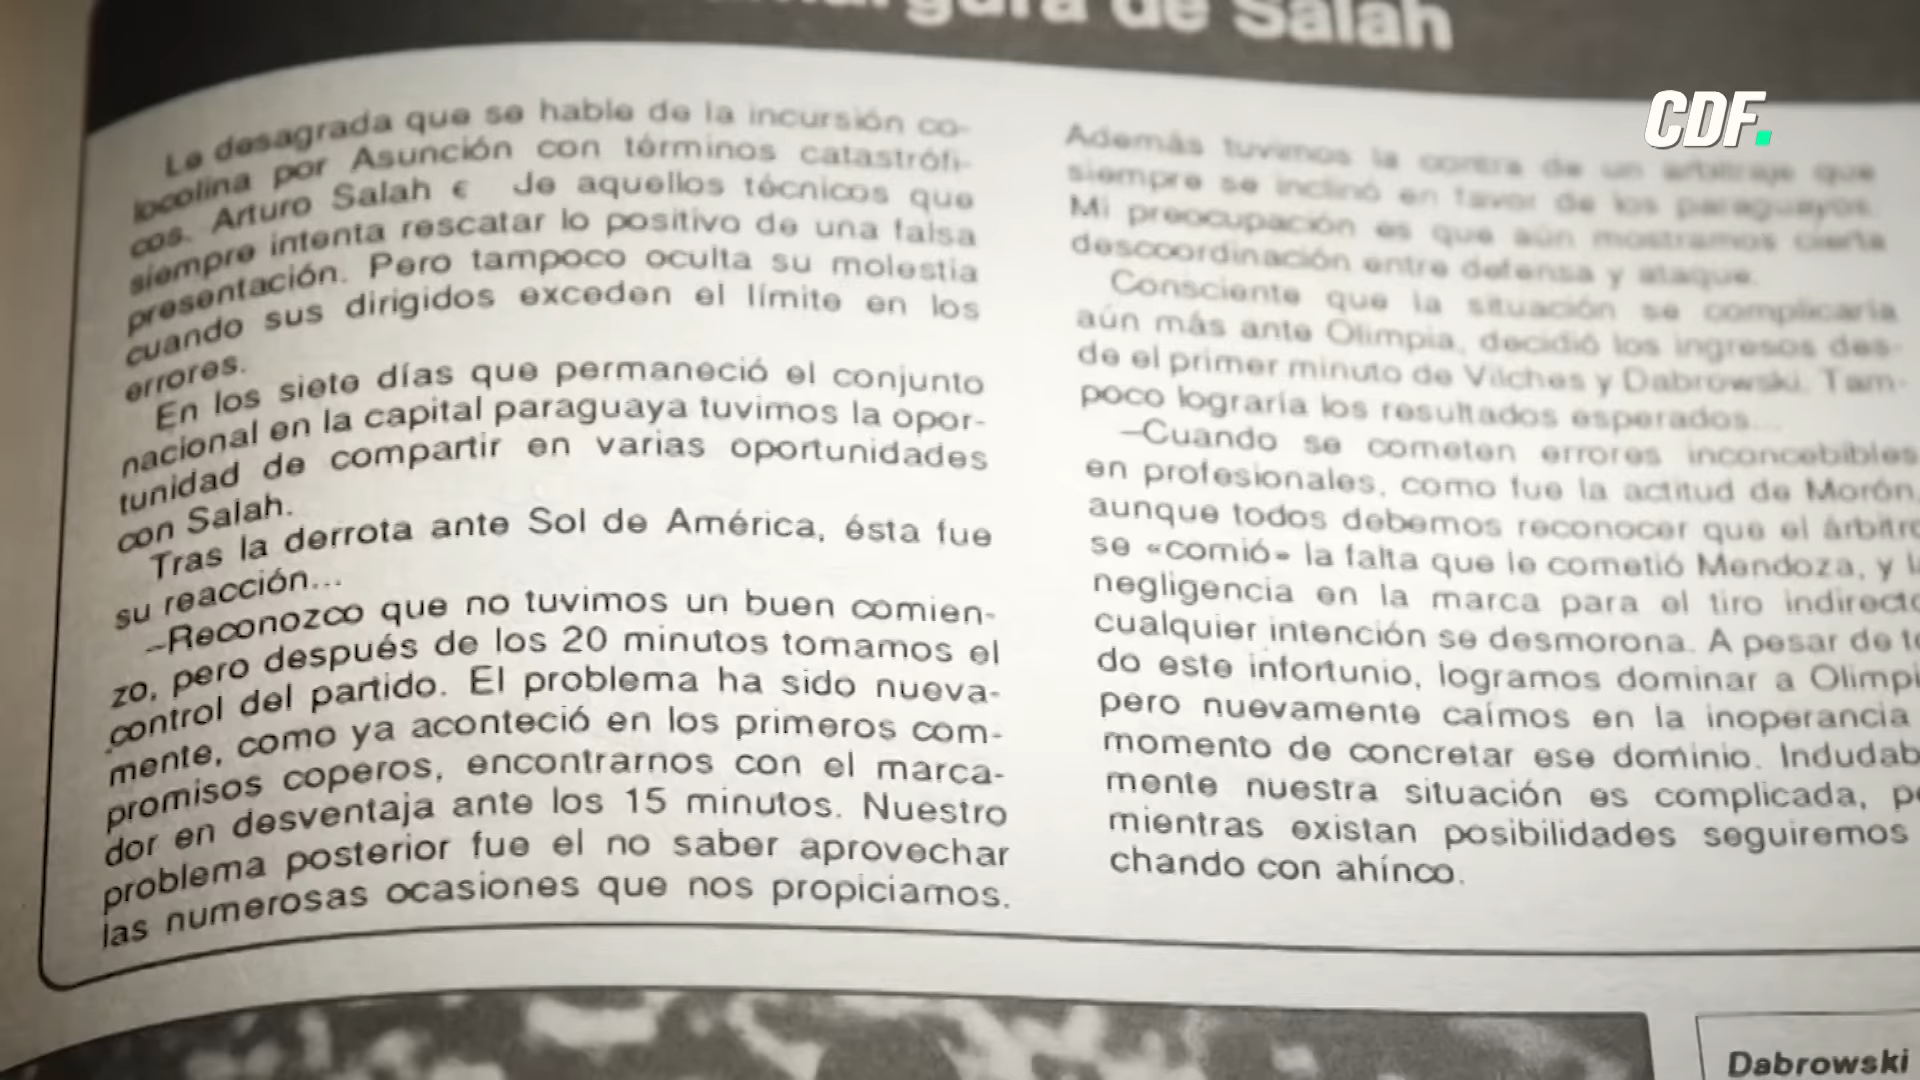 de Salah
CDF.
Le desagrada que se hable de la incursión co-
locolina por Asunción con términos catastrófi-
cos. Arturo Salah e de aquellos técnicos que
siempre intenta rescatar lo positivo de una falsa
presentación. Pero tampoco oculta su molestia
cuando sus dirigidos exceden el límite en los
errores.
En los siete días que permaneció el conjunto
nacional en la capital paraguaya tuvimos la opor-
tunidad de compartir en varias oportunidades
con Salah.
Tras la derrota ante Sol de América, ésta fue
su reacción...
—Reconozco que no tuvimos un buen comien-
zo, pero después de los 20 minutos tomamos el
control del partido. El problema ha sido nueva-
mente, como ya aconteció en los primeros com-
promisos coperos, encontrarnos con el marca-
dor en desventaja ante los 15 minutos. Nuestro
problema posterior fue el no saber aprovechar
las numerosas ocasiones que nos propiciamos.
Además tuvimos la contra de un arbitraje que
siempre se inclinó en favor de los paraguayos.
Mi preocupación es que aún mostramos cierta
descoordinación entre defensa y ataque.
Consciente que la situación se complicaría
aún más ante Olimpia, decidió los ingresos des-
de el primer minuto de Vilches y Dabrowski. Tam-
poco lograría los resultados esperados...
—Cuando se cometen errores inconcebibles
en profesionales, como fue la actitud de Morón,
aunque todos debemos reconocer que el árbitro
se «comió» la falta que le cometió Mendoza, y l
negligencia en la marca para el tiro indirecto
cualquier intención se desmorona. A pesar de to
do este infortunio, logramos dominar a Olimpi
pero nuevamente caímos en la inoperancia
momento de concretar ese dominio. Indudab
mente nuestra situación es complicada, pe
mientras existan posibilidades seguiremos
chando con ahínco.
Dabrowski